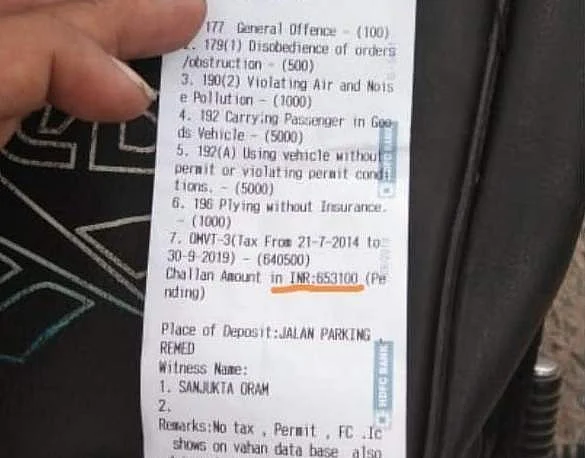 177 General Offence - (100)
2. 179(1) Disobedience of orders
/obstruction - (500)
3. 190(2) Violating Air and Nois
e Pollution - (1000)
4. 192 Carrying Passenger in Goo
ds Vehicle - (5000)
5. 192(A) Using vehicle without
permit or violating permit condi
tions. - (5000)
6. 196 Plying without Insurance.
- (1000)
7. OMVT-3(Tax From 21-7-2014 to
30-9-2019) - (640500)
Challan Amount in INR:653100 (Pe
nding)
Place of Deposit:JALAN PARKING
REMED
Witness Name:
1. SANJUKTA ORAM
2.
Remarks:No tax , Permit , FC .Ic
shows on vahan data base also
HDFC BANK
HDFC BANK